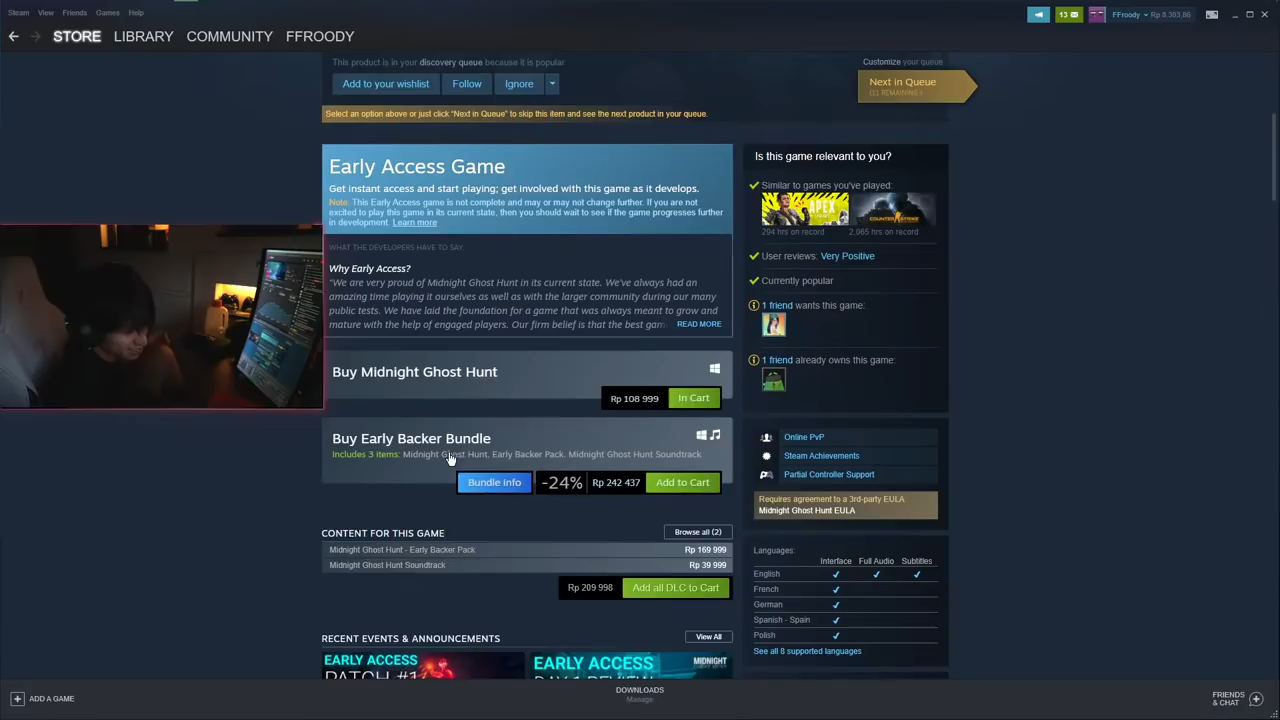 Steam View Friends Games Help
13
FFroody
Rp 8.383,86
STORE LIBRARY COMMUNITY FFROODY
This product is in your discovery queue because it is popular
Customize your queue
Add to your wishlist Follow Ignore
Next in Queue
(11 REMAINING)
Select an option above or just click "Next in Queue" to skip this item and see the next product in your queue.
Early Access Game
Get instant access and start playing; get involved with this game as it develops.
Note: This Early Access game is not complete and may or may not change further. If you are not
excited to play this game in its current state, then you should wait to see if the game progresses further
in development. Learn more
WHAT THE DEVELOPERS HAVE TO SAY:
Why Early Access?
"We are very proud of Midnight Ghost Hunt in its current state. We've always had an
amazing time playing it ourselves as well as with the larger community during our many
public tests. We have laid the foundation for a game that was always meant to grow and
mature with the help of engaged players. Our firm belief is that the best gam
READ MORE
Buy Midnight Ghost Hunt
Rp 108 999 In Cart
Buy Early Backer Bundle
Includes 3 items: Midnight Ghost Hunt, Early Backer Pack, Midnight Ghost Hunt Soundtrack
Bundle info -24% Rp 242 437 Add to Cart
CONTENT FOR THIS GAME Browse all (2)
Midnight Ghost Hunt - Early Backer Pack Rp 169 999
Midnight Ghost Hunt Soundtrack Rp 39 999
Rp 209 998 Add all DLC to Cart
RECENT EVENTS & ANNOUNCEMENTS View All
EARLY ACCESS
PATCH #1
EARLY ACCESS
DAY 1 REVIEW
MIDNIGHT
Is this game relevant to you?
Similar to games you've played:
APEX
COUNTER STRIKE
294 hrs on record 2,065 hrs on record
User reviews: Very Positive
Currently popular
1 friend wants this game:
1 friend already owns this game:
Online PvP
Steam Achievements
Partial Controller Support
Requires agreement to a 3rd-party EULA
Midnight Ghost Hunt EULA
Languages:
Interface Full Audio Subtitles
English
French
German
Spanish - Spain
Polish
See all 8 supported languages
ADD A GAME
DOWNLOADS
Manage
FRIENDS
& CHAT